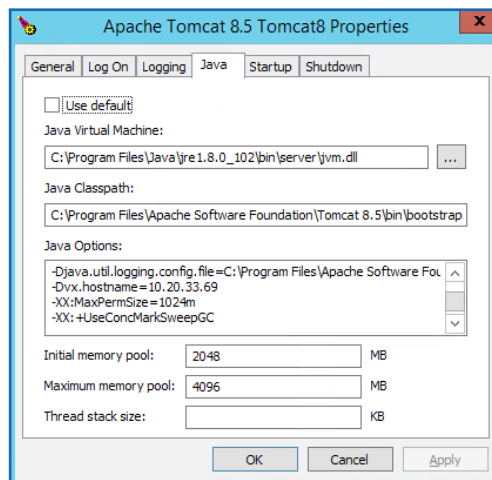 Apache Tomcat 8.5 Tomcat8 Properties
x
General Log On Logging Java Startup Shutdown
Use default
Java Virtual Machine:
C:\Program Files\Java\jre1.8.0_102\bin\server\jvm.dll
...
Java Classpath:
C:\Program Files\Apache Software Foundation\Tomcat 8.5\bin\bootstrap
Java Options:
-Djava.util.logging.config.file=C:\Program Files\Apache Software Fou
-Dvx.hostname=10.20.33.69
-XX:MaxPermSize=1024m
-XX:+UseConcMarkSweepGC
Initial memory pool: 2048 MB
Maximum memory pool: 4096 MB
Thread stack size: KB
OK Cancel Apply